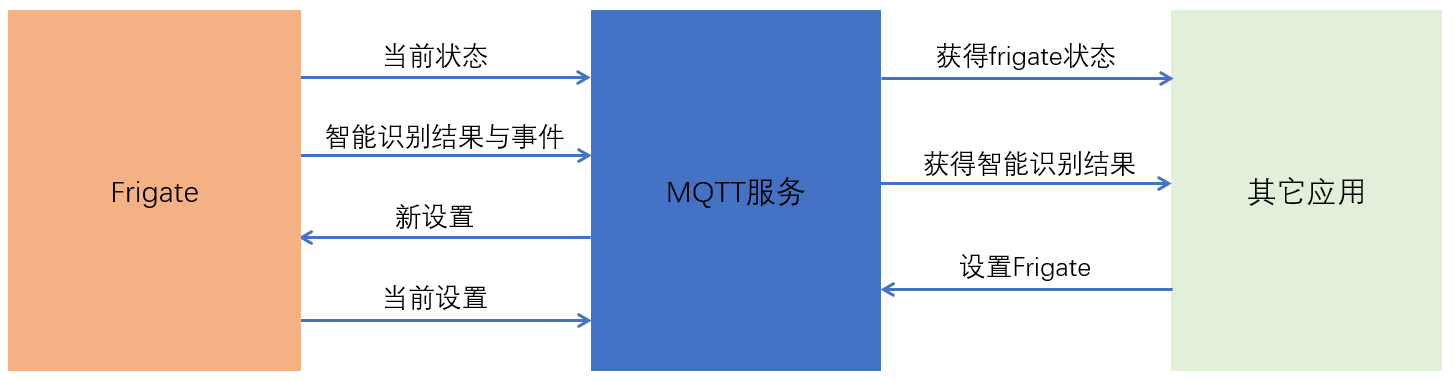 当前状态
获得frigate状态
智能识别结果与事件
获得智能识别结果
Frigate
MQTT服务
其它应用
新设置
设置Frigate
当前设置